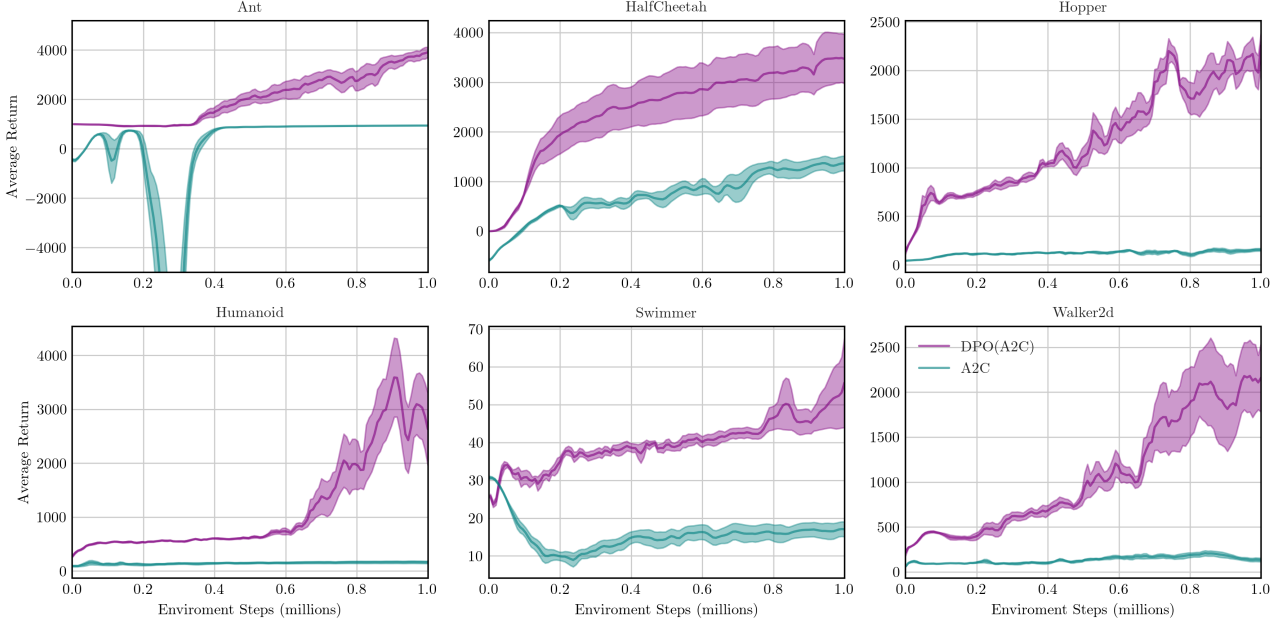 Ant
HalfCheetah
Hopper
Average Return
4000
2000
0
−2000
−4000
0.0 0.2 0.4 0.6 0.8 1.0
4000
3000
2000
1000
0
0.0 0.2 0.4 0.6 0.8 1.0
2500
2000
1500
1000
500
0
0.0 0.2 0.4 0.6 0.8 1.0
Humanoid
Swimmer
Walker2d
Average Return
4000
3000
2000
1000
0
0.0 0.2 0.4 0.6 0.8 1.0
Enviroment Steps (millions)
70
60
50
40
30
20
10
0.0 0.2 0.4 0.6 0.8 1.0
Enviroment Steps (millions)
DPO(A2C)
A2C
2500
2000
1500
1000
500
0
0.0 0.2 0.4 0.6 0.8 1.0
Enviroment Steps (millions)